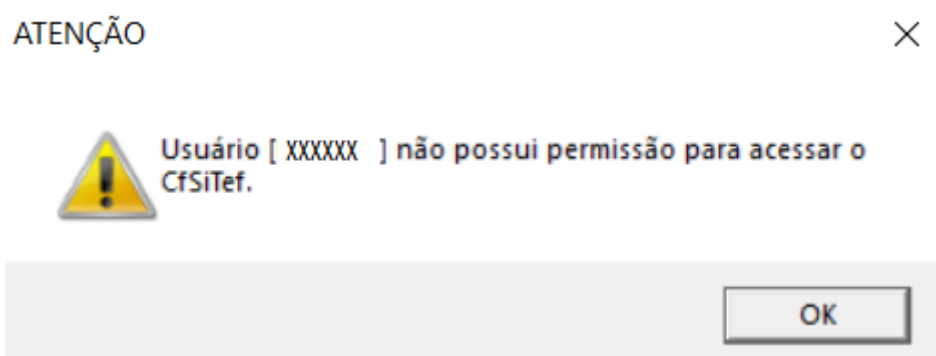 ATENÇÃO
Usuário [ XXXXXX ] não possui permissão para acessar o
CfSiTef.
OK